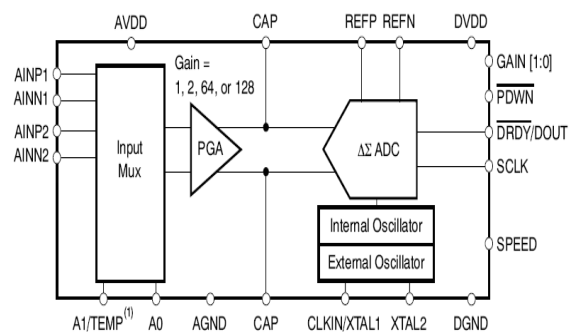 AVDD CAP REFP REFN DVDD
Gain =
1, 2, 64, or 128
GAIN [1:0]
AINP1
AINN1
PDWN
AINP2
DRDY/DOUT
AINN2
Input
Mux
PGA
ΔΣ ADC
SCLK
Internal Oscillator
External Oscillator
SPEED
A1/TEMP(1) A0 AGND CAP CLKIN/XTAL1 XTAL2 DGND